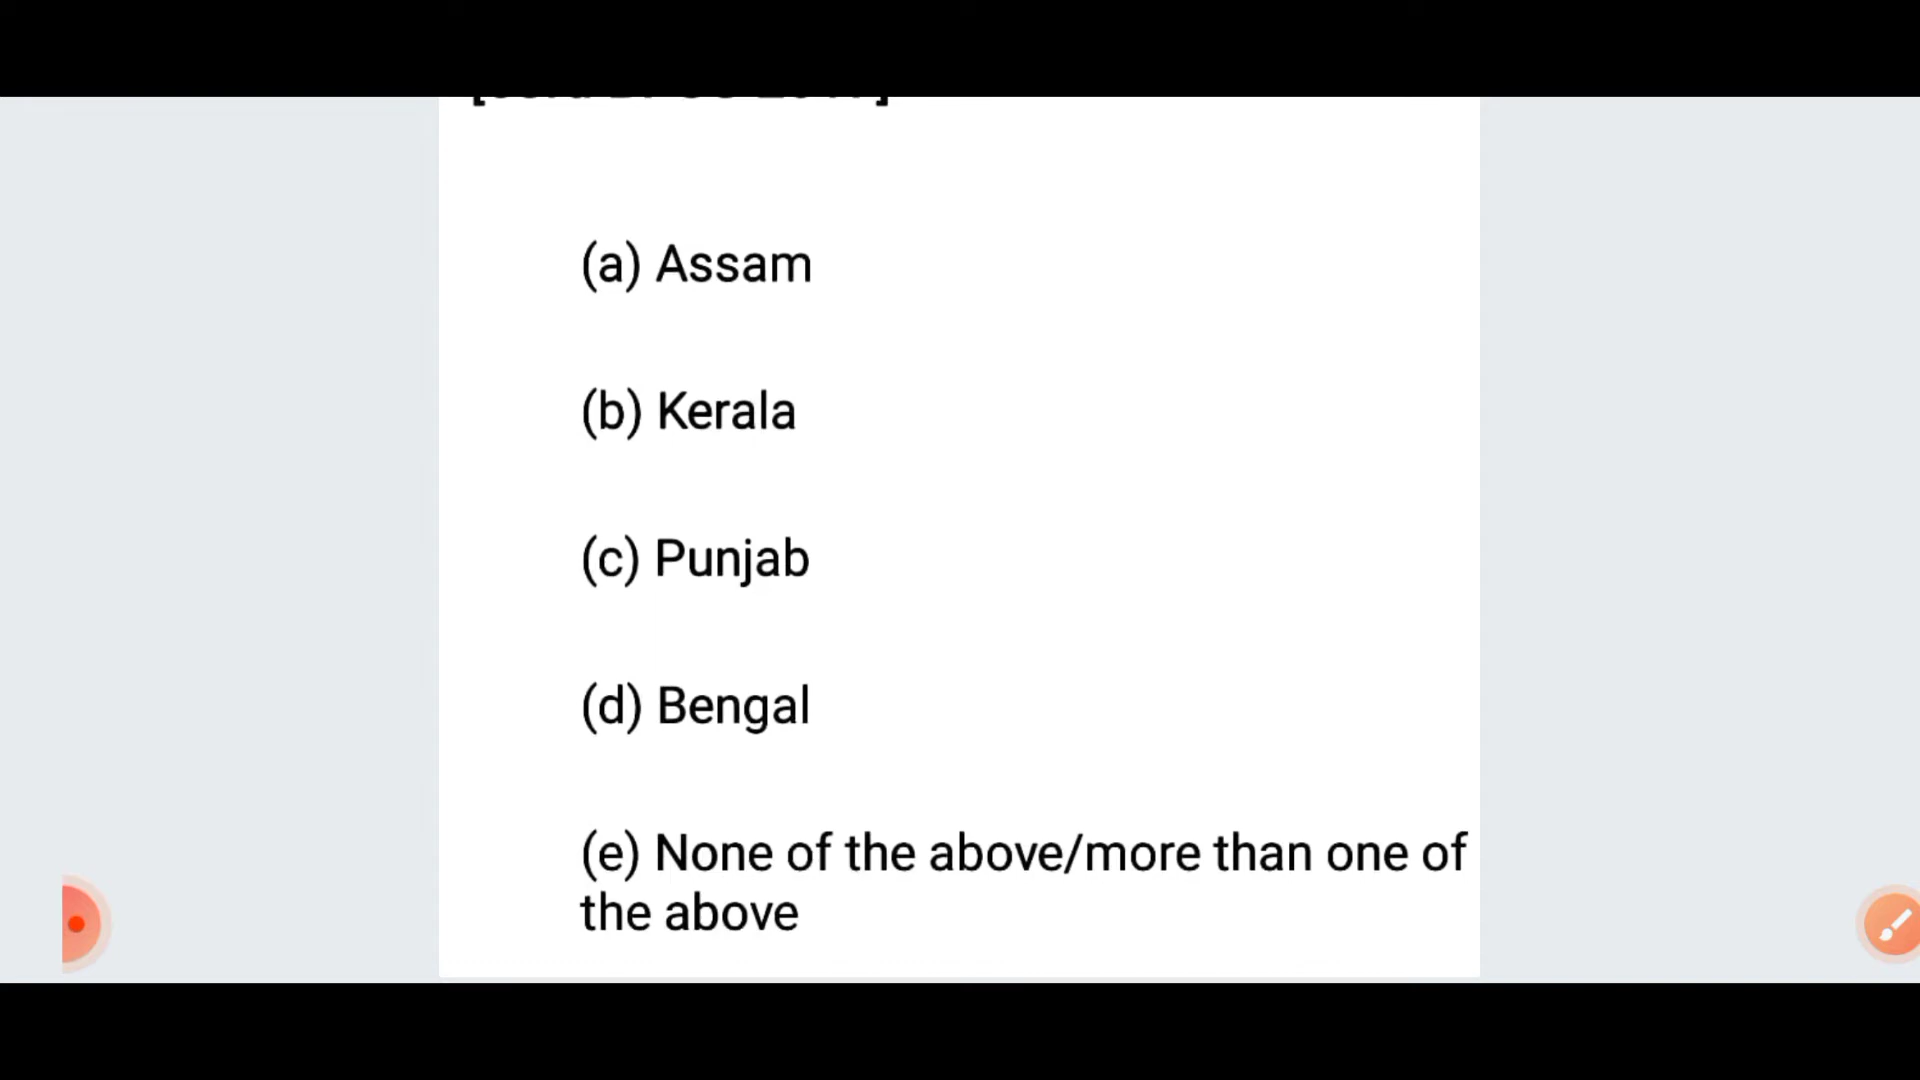 (a) Assam
(b) Kerala
(c) Punjab
(d) Bengal
(e) None of the above/more than one of
the above